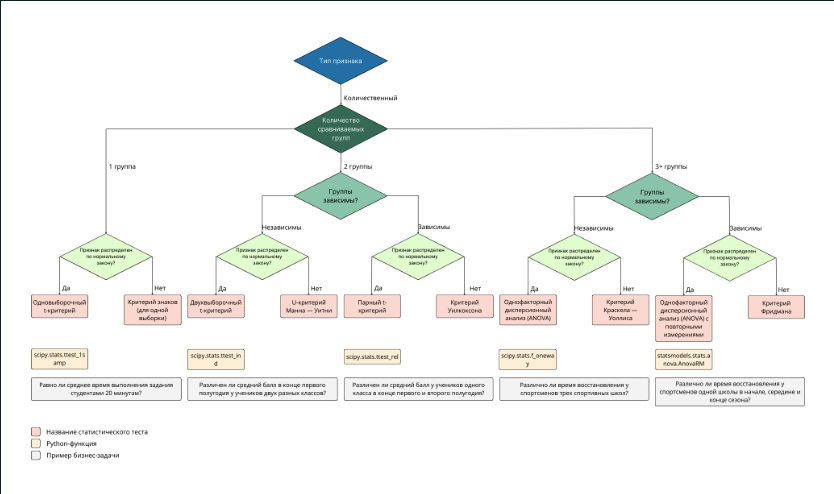 Тип признака
Количественный
Количество
сравниваемых
групп
1 группа
2 группы
3+ группы
Группы
зависимы?
Группы
зависимы?
Независимы
Зависимы
Независимы
Зависимы
Признак распределен
по нормальному
закону?
Признак распределен
по нормальному
закону?
Признак распределен
по нормальному
закону?
Признак распределен
по нормальному
закону?
Признак распределен
по нормальному
закону?
Да
Нет
Да
Нет
Да
Нет
Да
Нет
Да
Нет
Одновыборочный
t-критерий
Критерий знаков
(для одной
выборки)
Двухвыборочный
t-критерий
U-критерий
Манна — Уитни
Парный t-
критерий
Критерий
Уилкоксона
Однофакторный
дисперсионный
анализ (ANOVA)
Критерий
Краскела —
Уоллиса
Однофакторный
дисперсионный
анализ (ANOVA) с
повторными
измерениями
Критерий
Фридмана
scipy.stats.ttest_1s
amp
scipy.stats.ttest_in
d
scipy.stats.ttest_rel
scipy.stats.f_onewa
y
statsmodels.stats.a
nova.AnovaRM
Равно ли среднее время выполнения задания
студентами 20 минутам?
Различен ли средний балл в конце первого
полугодия у учеников двух разных классов?
Различен ли средний балл у учеников одного
класса в конце первого и второго полугодия?
Различно ли время восстановления у
спортсменов трех спортивных школ?
Различно ли время восстановления у
спортсменов одной школы в начале, середине и
конце сезона?
Название статистического теста
Python-функция
Пример бизнес-задачи